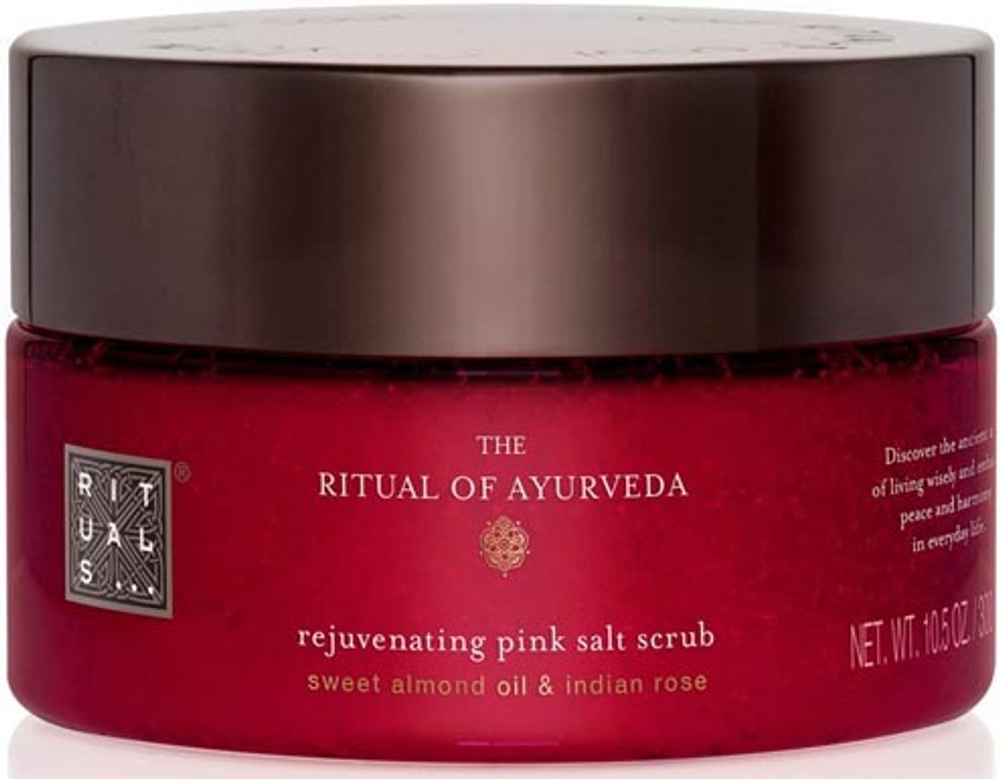 RIT
UAL
S...
®
THE
RITUAL OF AYURVEDA
rejuvenating pink salt scrub
sweet almond oil & indian rose
Discover the ancient
of living wisely and
peace and harmony
in everyday life.
NET. WT. 10.5 OZ. / 300